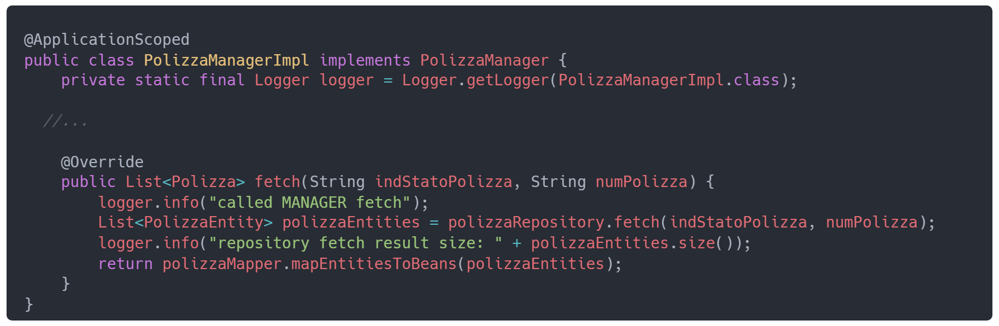 @ApplicationScoped
public class PolizzaManagerImpl implements PolizzaManager {
    private static final Logger logger = Logger.getLogger(PolizzaManagerImpl.class);

  //...

    @Override
    public List<Polizza> fetch(String indStatoPolizza, String numPolizza) {
        logger.info("called MANAGER fetch");
        List<PolizzaEntity> polizzaEntities = polizzaRepository.fetch(indStatoPolizza, numPolizza);
        logger.info("repository fetch result size: " + polizzaEntities.size());
        return polizzaMapper.mapEntitiesToBeans(polizzaEntities);
    }
}